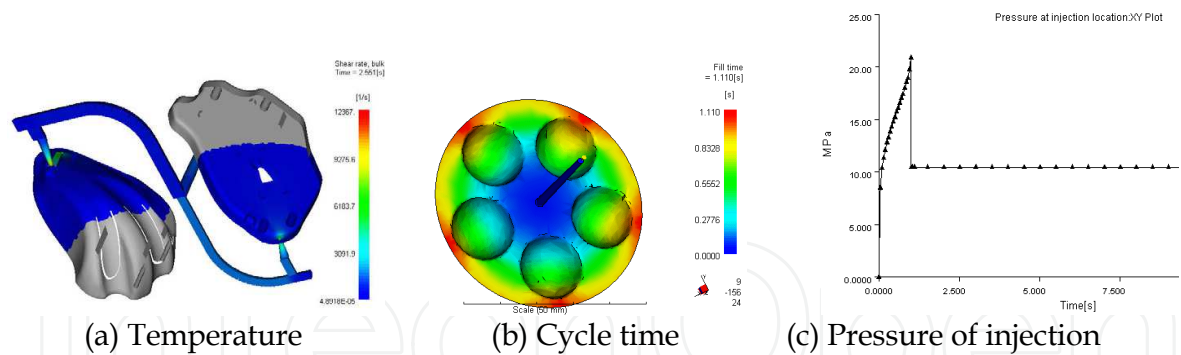 Shear rate, bulk
Time = 2.551[s]
[1/s]
12367.
9275.6
6183.7
3091.9
4.8918E-05
(a) Temperature
Fill time
= 1.110[s]
[s]
1.110
0.8328
0.5552
0.2776
0.0000
9
-156
24
Scale (50 mm)
(b) Cycle time
Pressure at injection location:XY Plot
25.00
20.00
15.00
10.00
5.000
0.0000
MPa
0.0000 2.500 5.000 7.500
Time[s]
(c) Pressure of injection